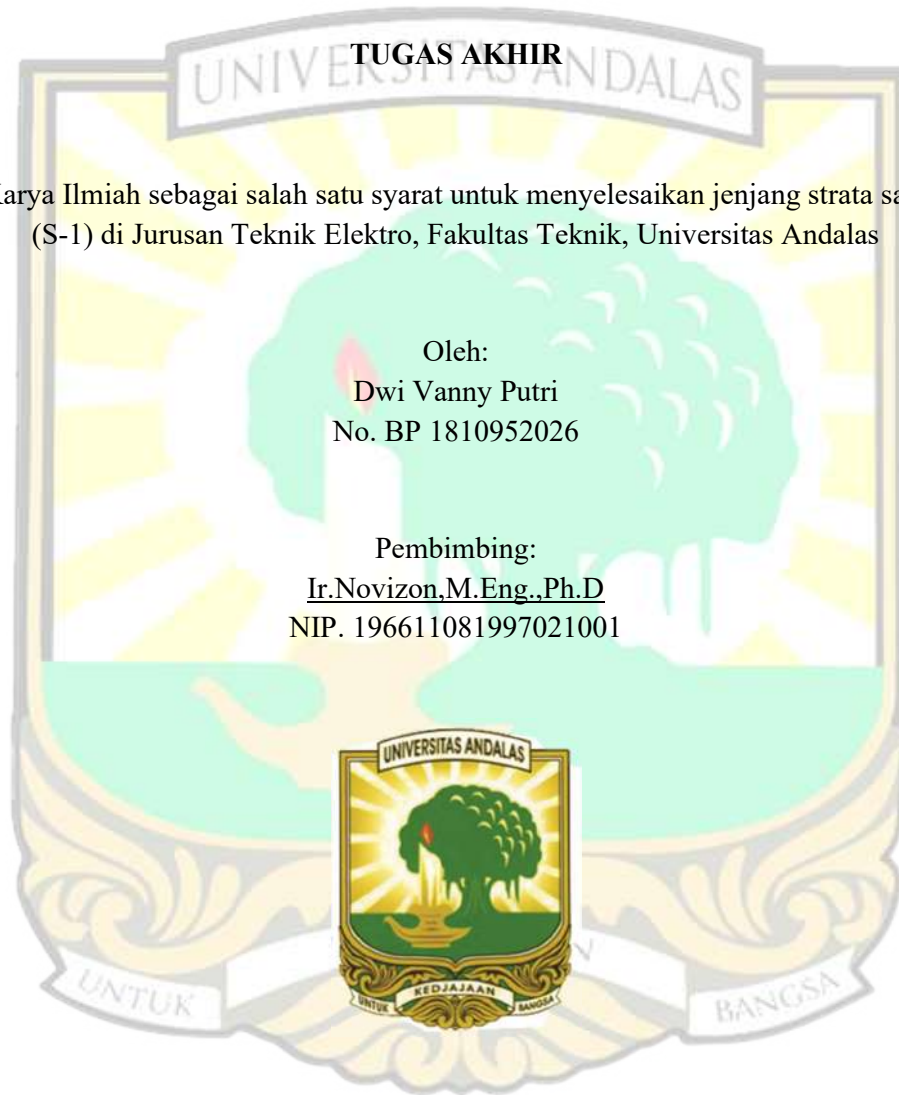 UNIVERSITAS ANDALAS
TUGAS AKHIR
Karya Ilmiah sebagai salah satu syarat untuk menyelesaikan jenjang strata sa
(S-1) di Jurusan Teknik Elektro, Fakultas Teknik, Universitas Andalas
Oleh:
Dwi Vanny Putri
No. BP 1810952026
Pembimbing:
Ir.Novizon,M.Eng.,Ph.D
NIP. 196611081997021001
UNIVERSITAS ANDALAS
UNTUK KEDJAJAAN BANGSA
UNTUK BANGSA